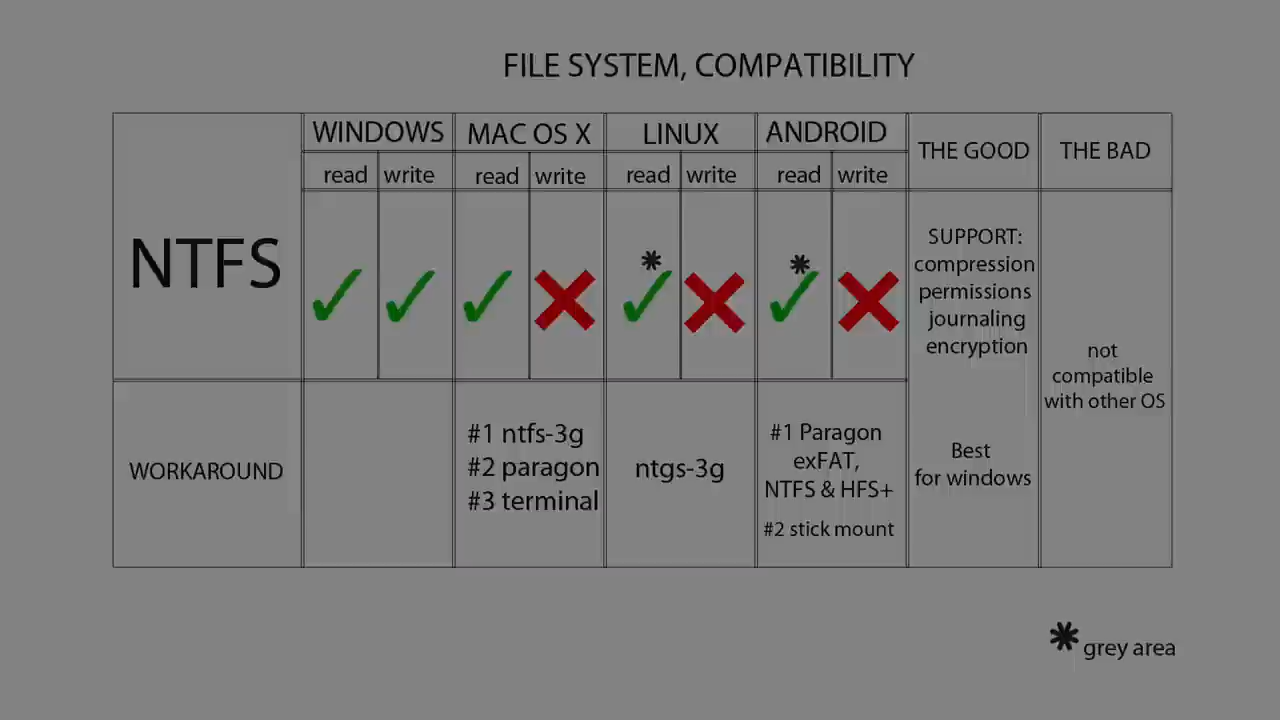 FILE SYSTEM, COMPATIBILITY
WINDOWS MAC OS X LINUX ANDROID THE GOOD THE BAD
read write read write read write read write
NTFS
*
*
SUPPORT:
compression
permissions
journaling
encryption
Best
for windows
not
compatible
with other OS
WORKAROUND
#1 ntfs-3g
#2 paragon
#3 terminal
ntgs-3g
#1 Paragon
exFAT,
NTFS & HFS+
#2 stick mount
* grey area